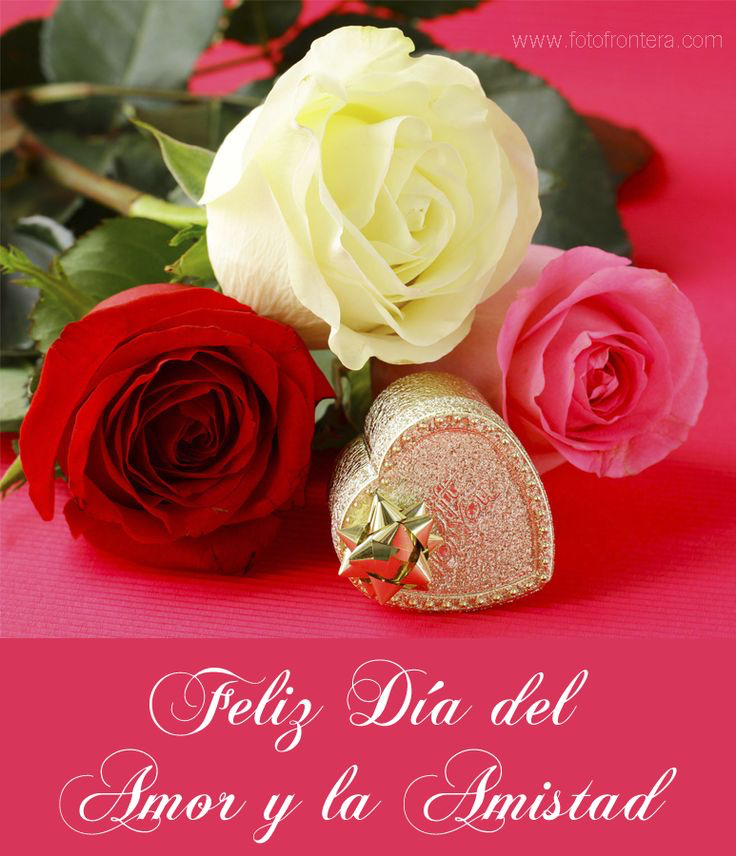 www.fotofrontera.com
Feliz Día del
Amor y la Amistad